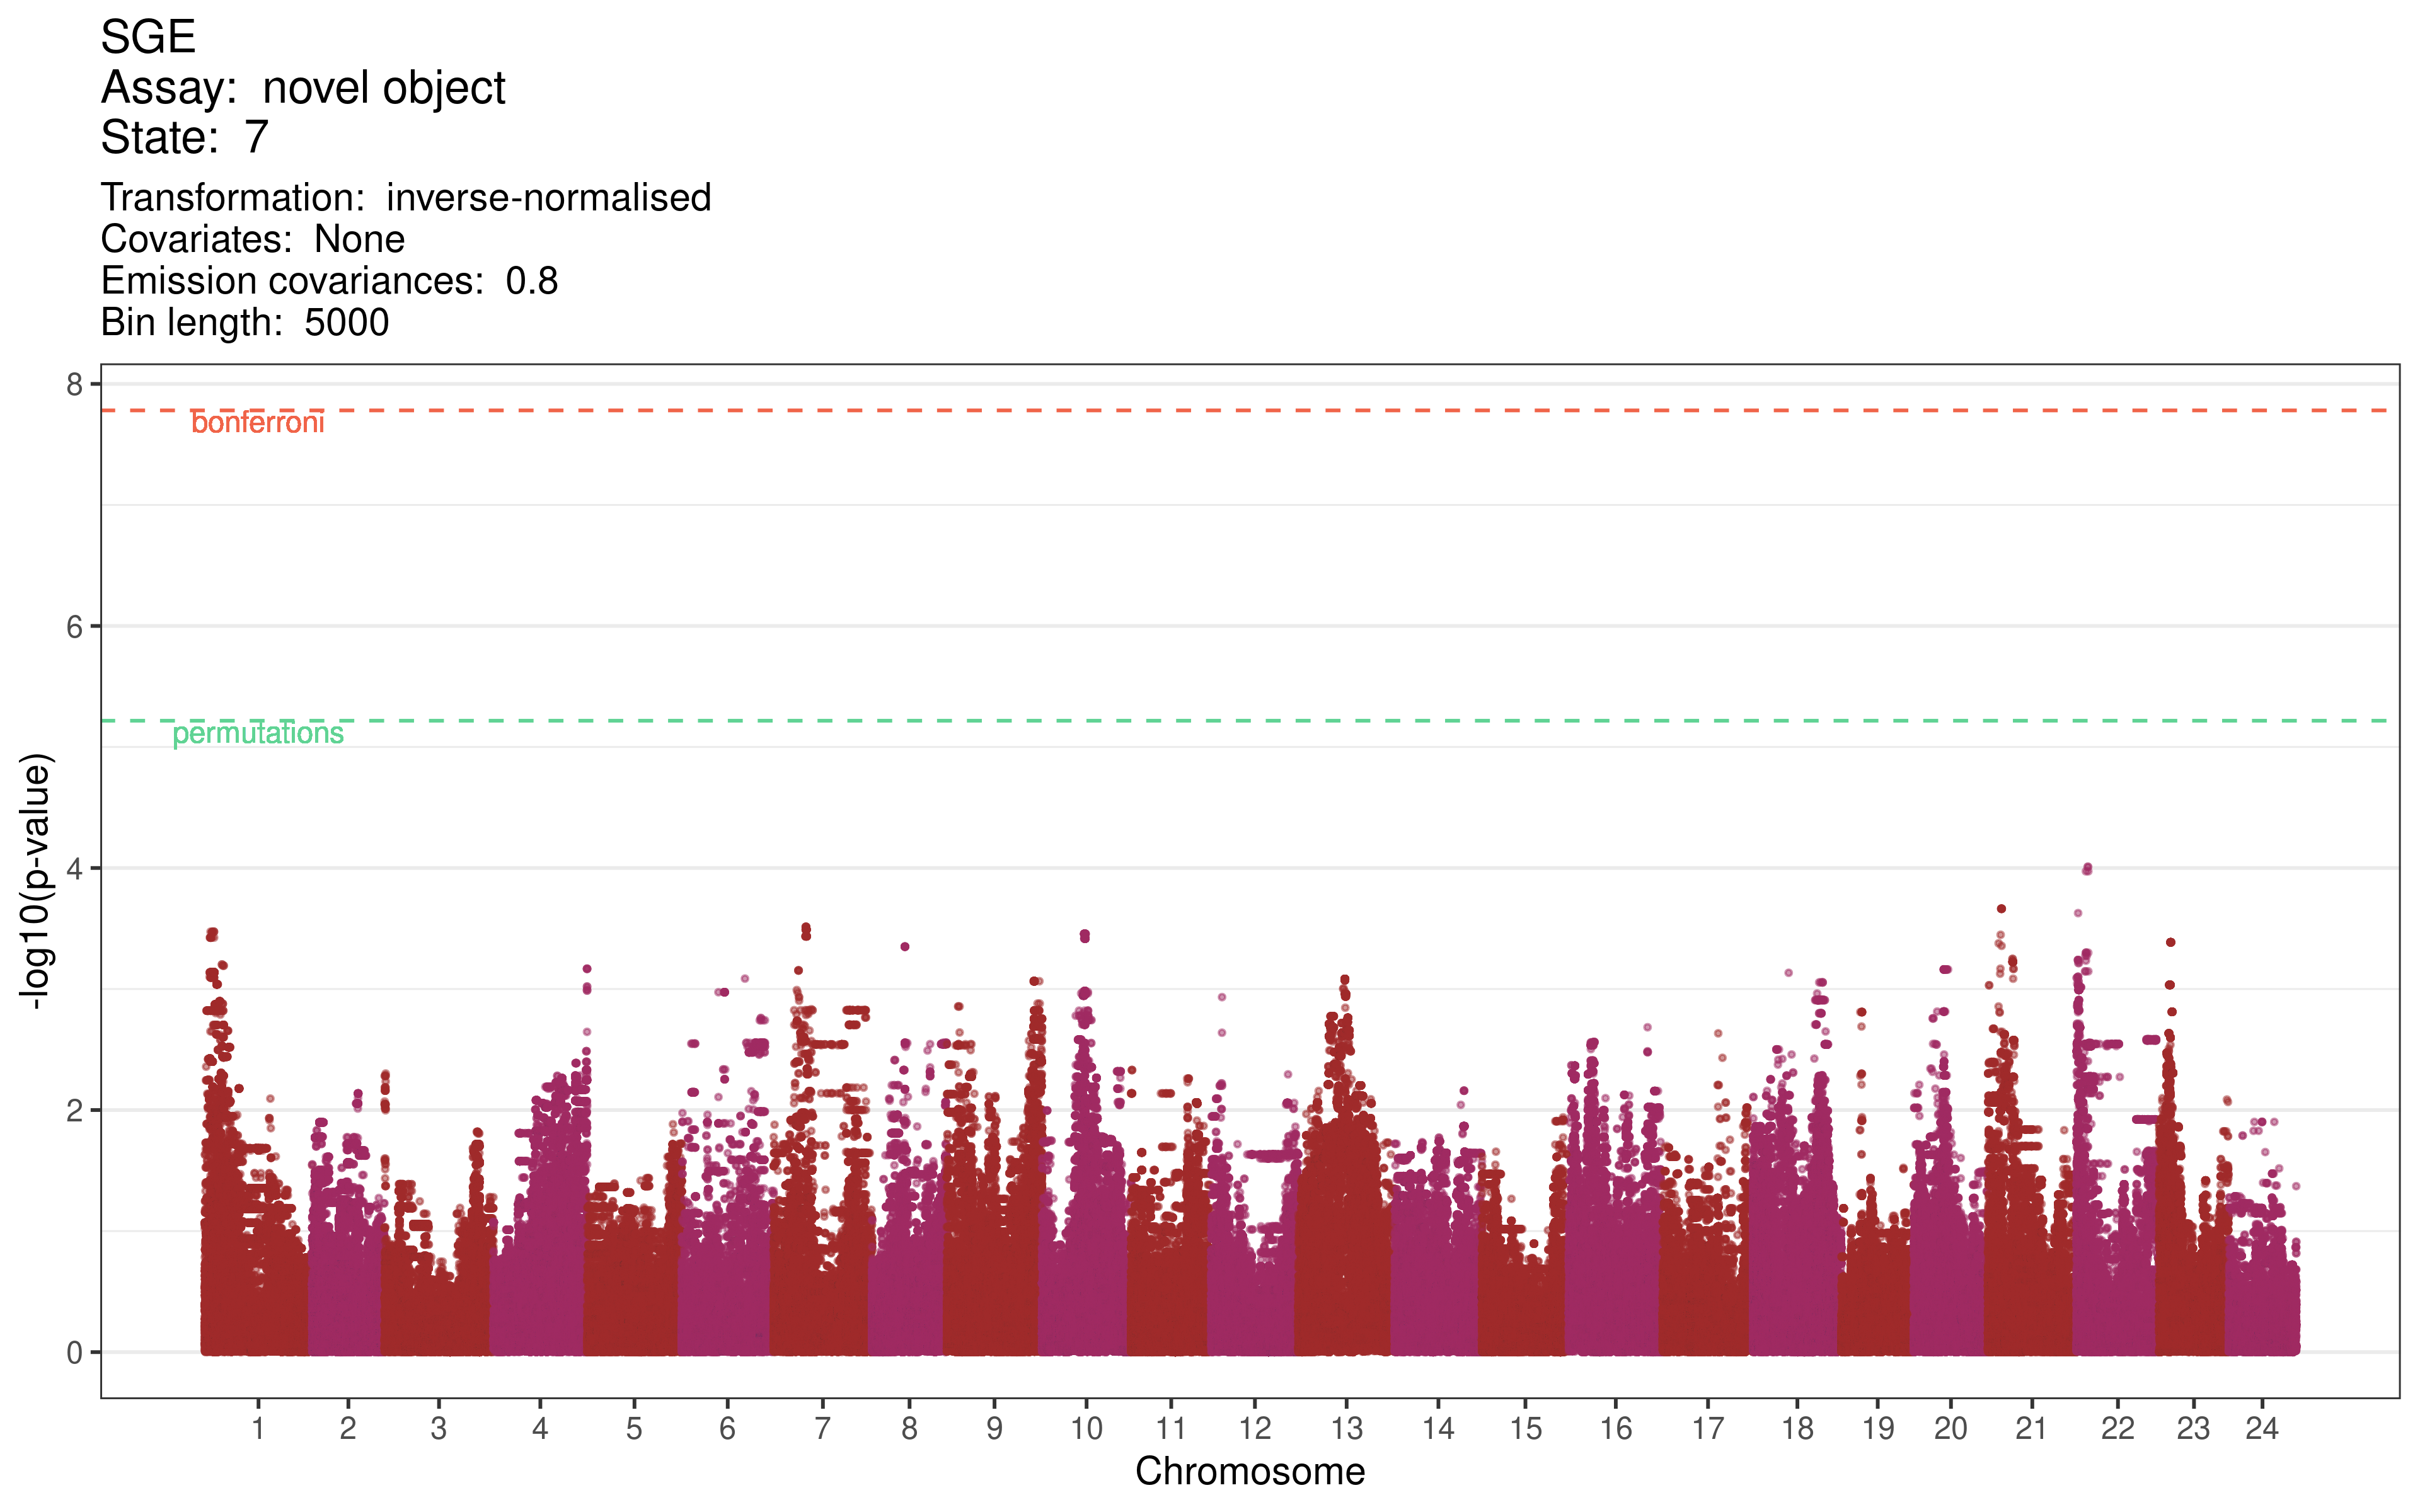 SGE
Assay:  novel object
State:  7
Transformation:  inverse-normalised
Covariates:  None
Emission covariances:  0.8
Bin length:  5000
8
bonferroni
6
permutations
4
2
0
-log10(p-value)
1 2 3 4 5 6 7 8 9 10 11 12 13 14 15 16 17 18 19 20 21 22 23 24
Chromosome